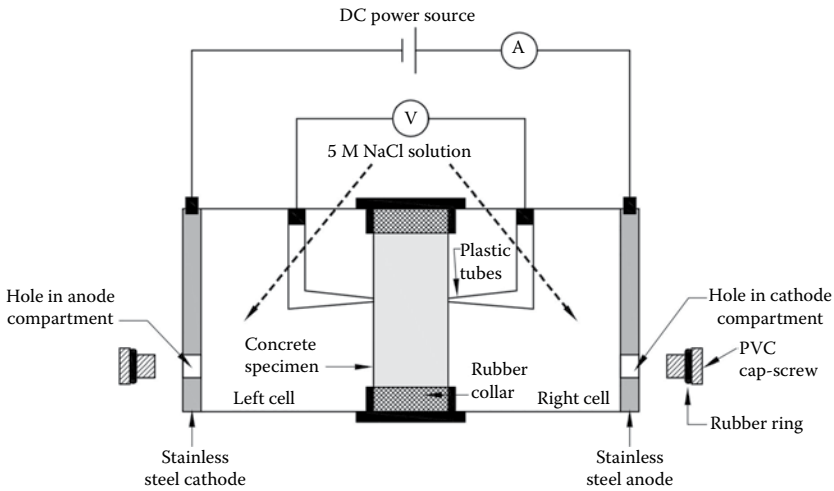 DC power source
A
V
5 M NaCl solution
Plastic
tubes
Hole in anode
compartment
Hole in cathode
compartment
Concrete
specimen
Rubber
collar
PVC
cap-screw
Left cell
Right cell
Rubber ring
Stainless
steel cathode
Stainless
steel anode